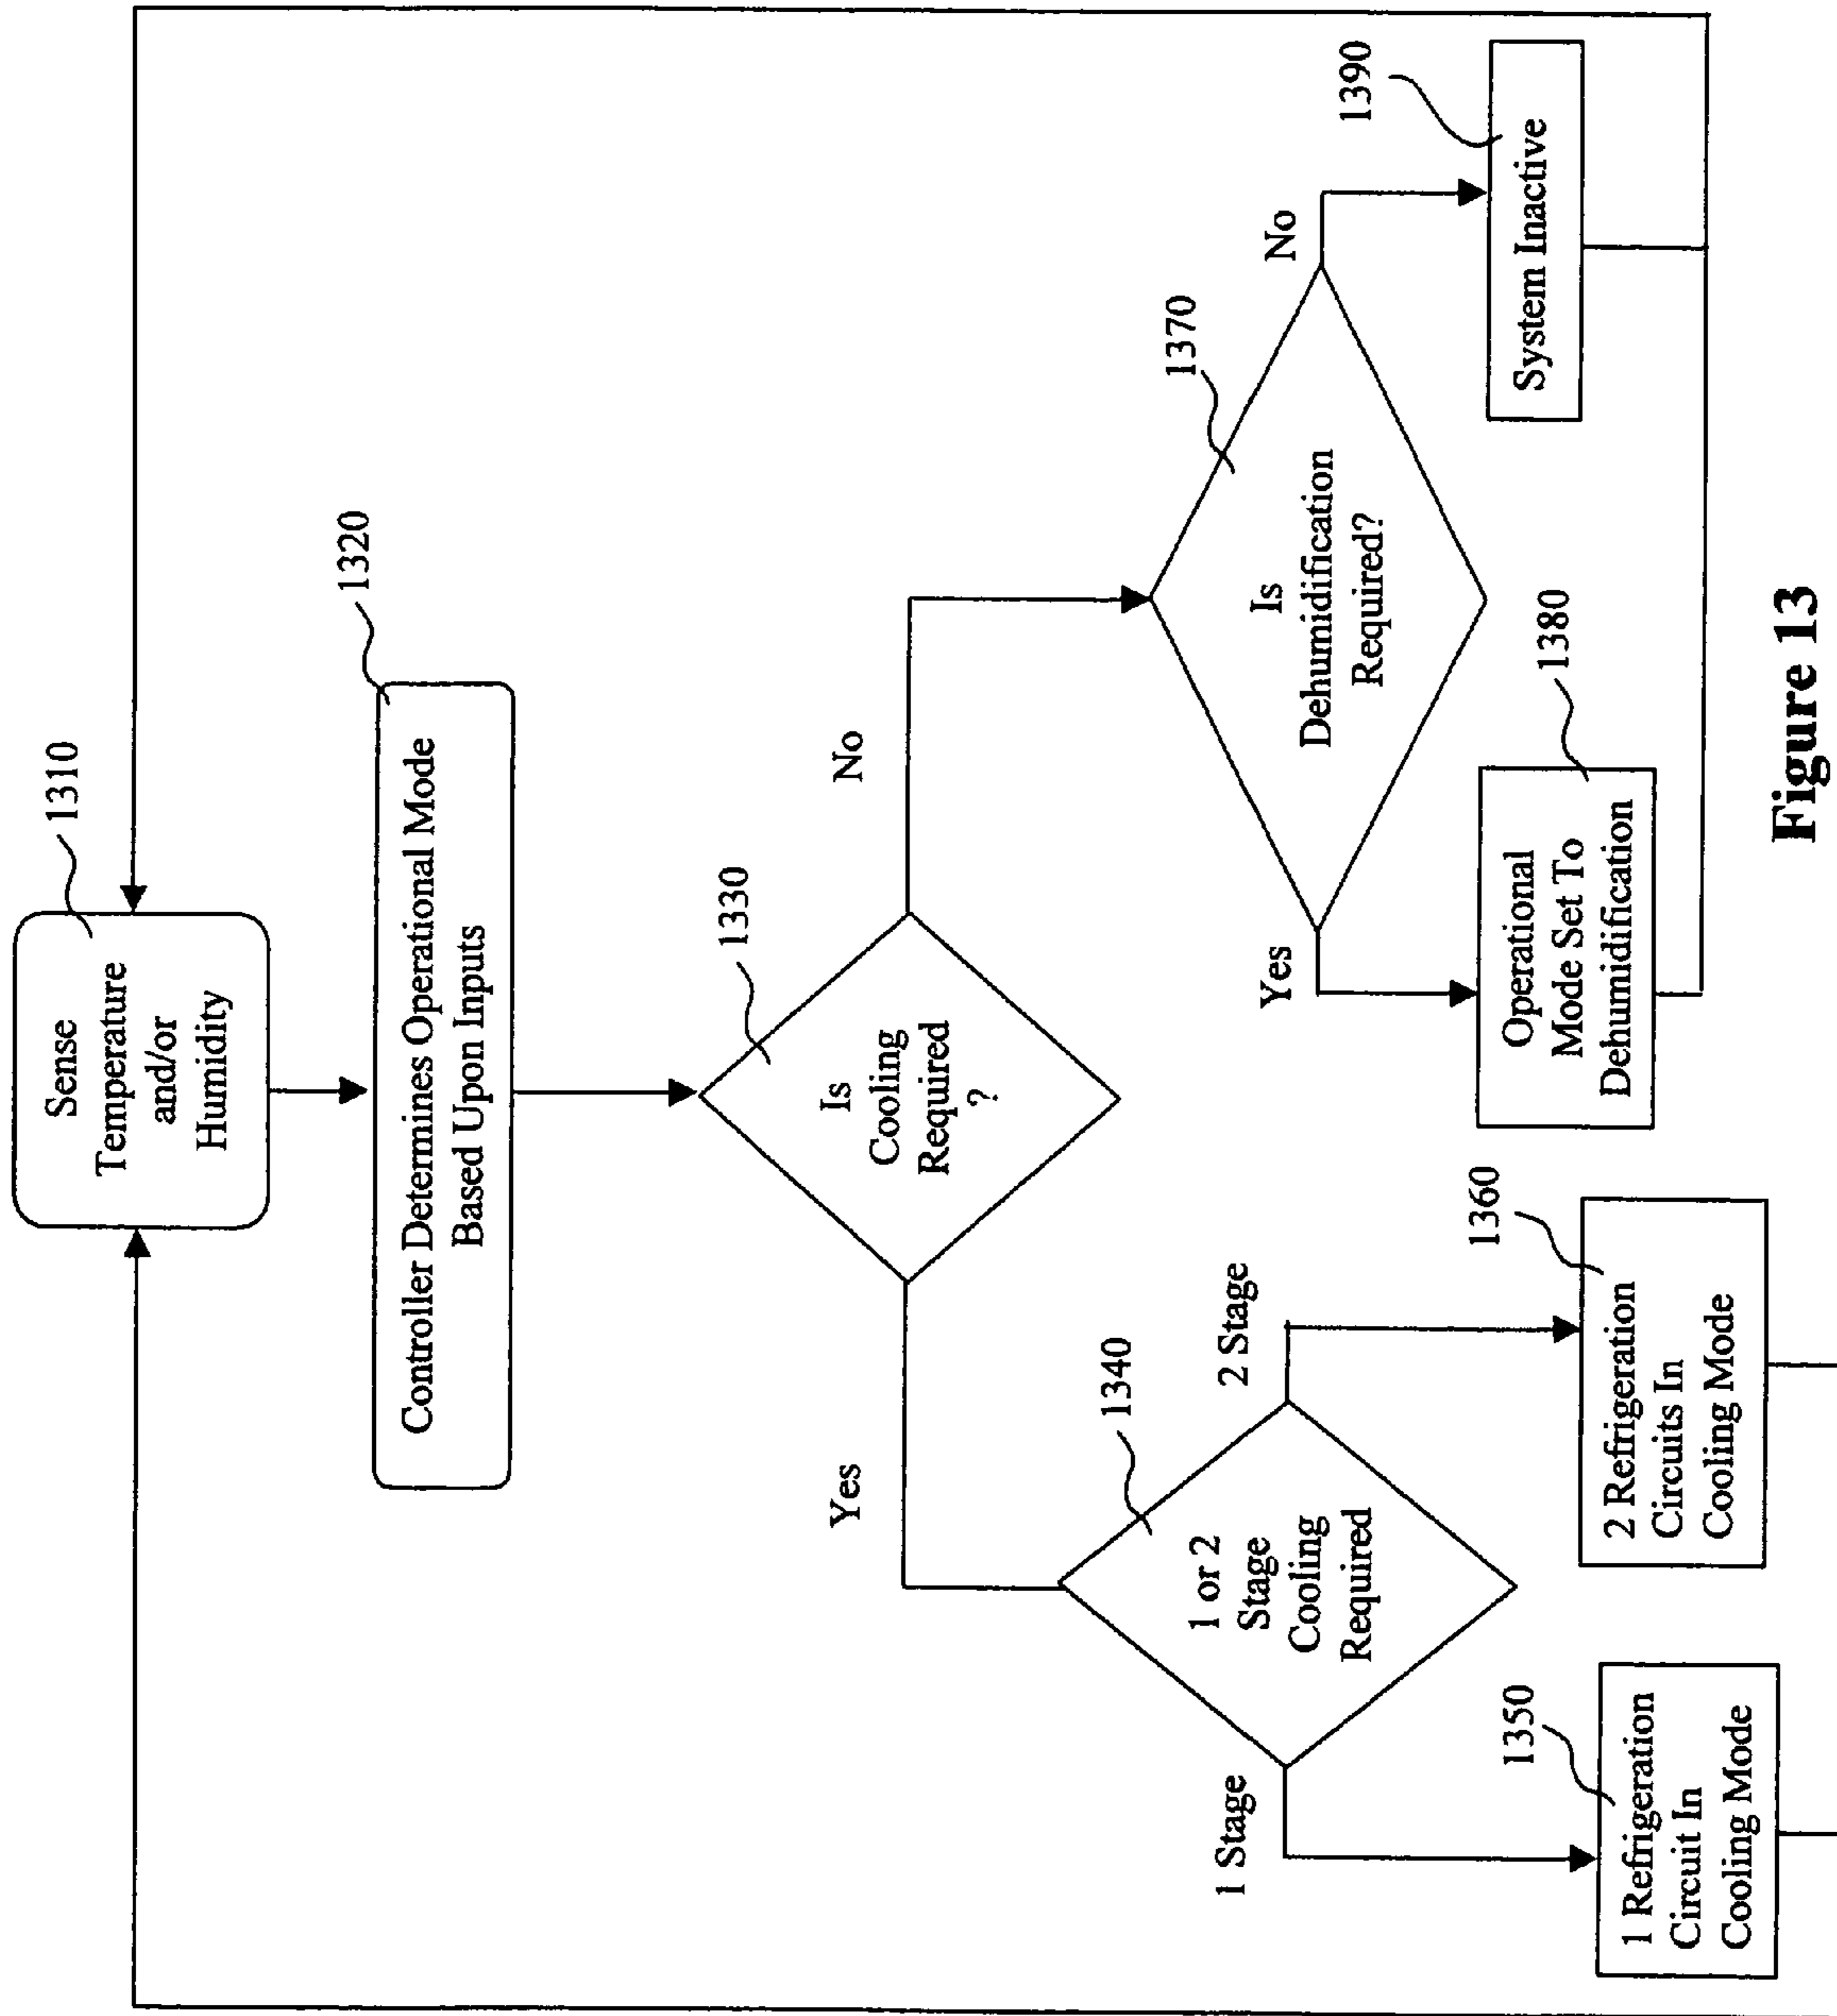 1310
Sense
Temperature
and/or
Humidity
1320
Controller Determines Operational Mode
Based Upon Inputs
1330
Is
Cooling
Required
?
Yes
No
1340
1 or 2
Stage
Cooling
Required
1 Stage
2 Stage
1350
1 Refrigeration
Circuit In
Cooling Mode
1360
2 Refrigeration
Circuits In
Cooling Mode
1370
Is
Dehumidification
Required?
Yes
No
1380
Operational
Mode Set To
Dehumidification
1390
System Inactive
Figure 13